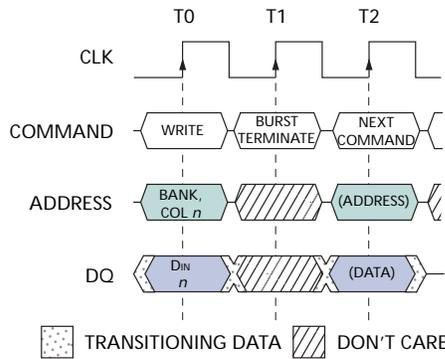 T0 T1 T2
CLK
COMMAND WRITE BURST TERMINATE NEXT COMMAND
ADDRESS BANK, COL n (ADDRESS)
DQ DIN n (DATA)
TRANSITIONING DATA DON'T CARE